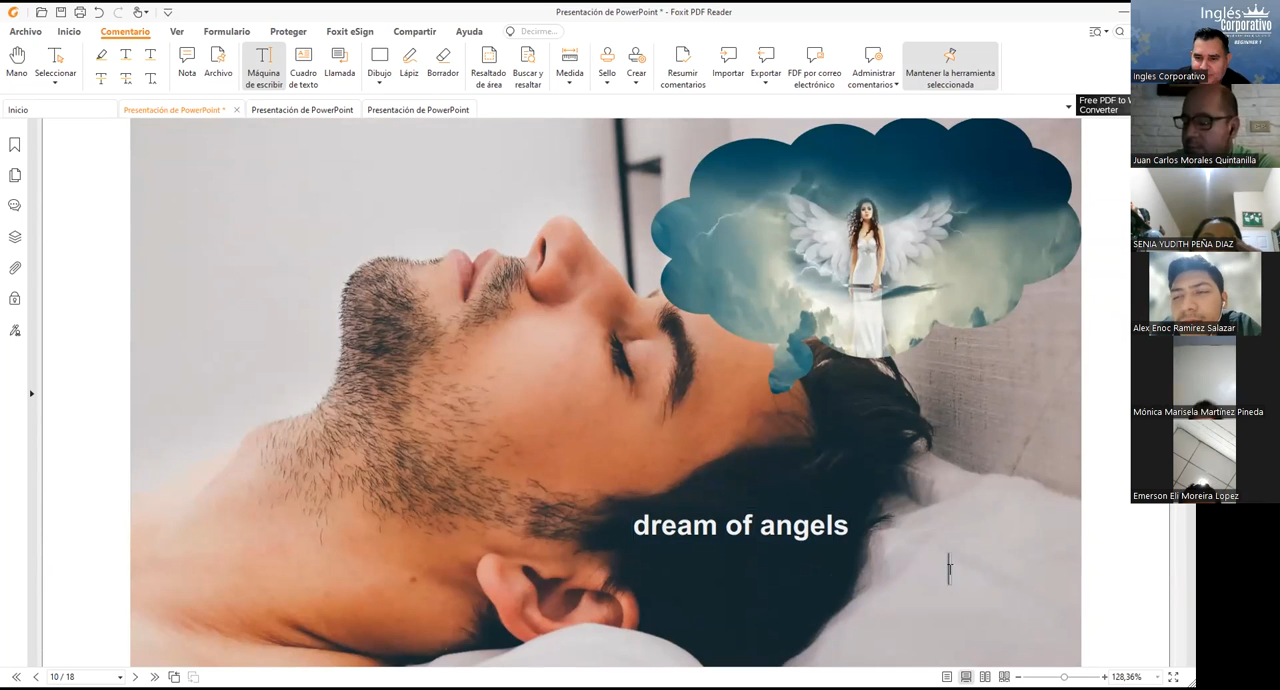 Presentación de PowerPoint * - Foxit PDF Reader
Archivo Inicio Comentario Ver Formulario Proteger Foxit eSign Compartir Ayuda Decirme...
Mano Seleccionar Nota Archivo Máquina de escribir Cuadro de texto Llamada Dibujo Lápiz Borrador Resaltado de área Buscar y resaltar Medida Sello Crear Resumir comentarios Importar Exportar PDF por correo electrónico Administrar comentarios Mantener la herramienta seleccionada
Inicio Presentación de PowerPoint * Presentación de PowerPoint Presentación de PowerPoint
Free PDF to
Converter
dream of angels
10 / 18
128,36%
Inglés
Corporativo
BEGINNER 1
Ingles Corporativo
Juan Carlos Morales Quintanilla
SENIA YUDITH PEÑA DIAZ
Alex Enoc Ramirez Salazar
Mónica Marisela Martínez Pineda
Emerson Eli Moreira Lopez